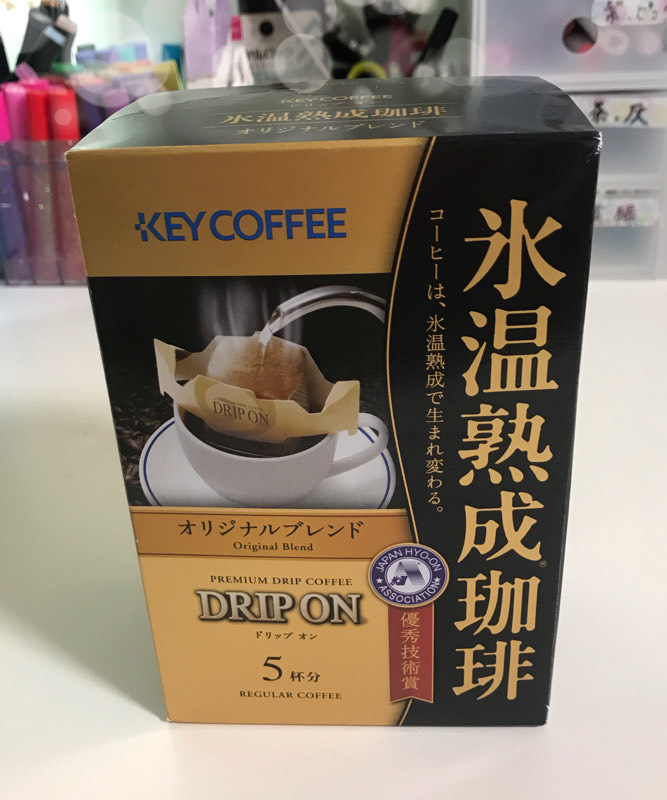 KEY COFFEE
氷温熟成珈琲
オリジナルブレンド
KEY COFFEE
氷温熟成®珈琲
コーヒーは、氷温熟成で生まれ変わる。
DRIP ON
オリジナルブレンド
Original Blend
PREMIUM DRIP COFFEE
DRIP ON
ドリップ オン
5杯分
REGULAR COFFEE
JAPAN HYO-ON
ASSOCIATION
優秀技術賞
茶・灰